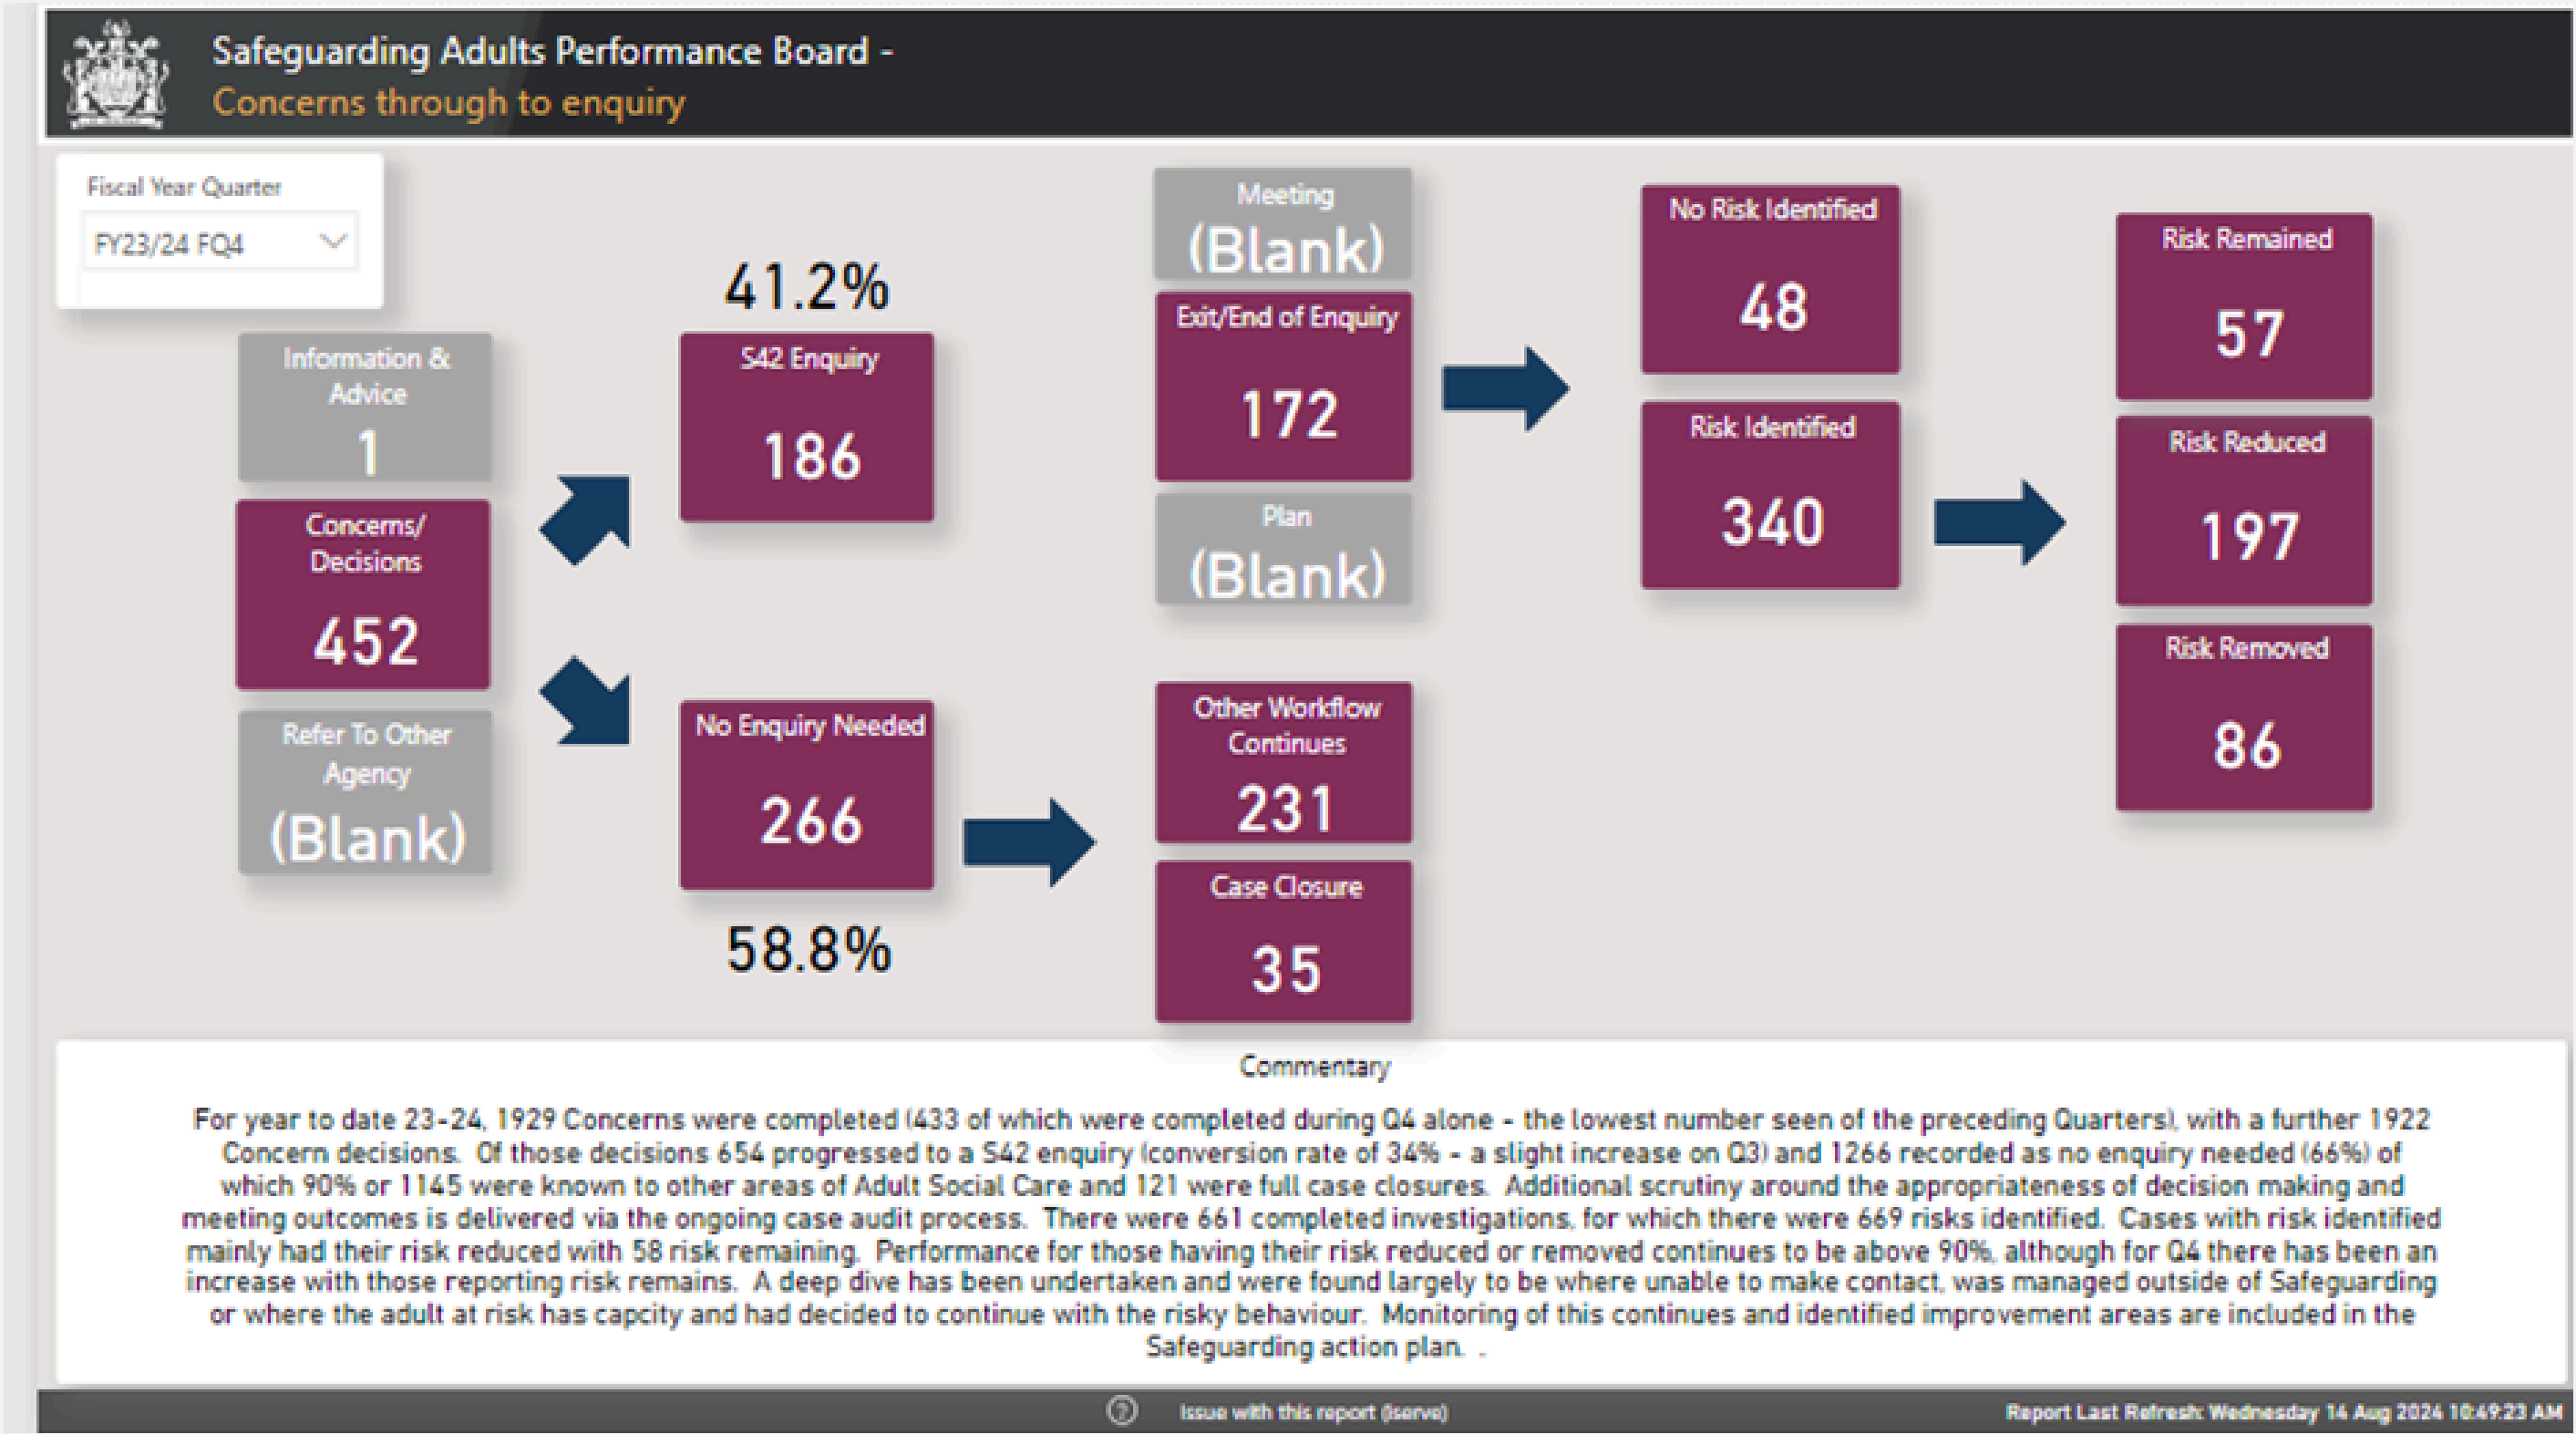 Safeguarding Adults Performance Board -
Concerns through to enquiry
Fiscal Year Quarter
FY23/24 FQ4
Information &
Advice
1
Concerns/
Decisions
452
Refer To Other
Agency
(Blank)
41.2%
S42 Enquiry
186
No Enquiry Needed
266
58.8%
Meeting
(Blank)
Exit/End of Enquiry
172
Plan
(Blank)
Other Workflow
Continues
231
Case Closure
35
No Risk Identified
48
Risk Identified
340
Risk Remained
57
Risk Reduced
197
Risk Removed
86
Commentary
For year to date 23-24, 1929 Concerns were completed (433 of which were completed during Q4 alone - the lowest number seen of the preceding Quarters), with a further 1922
Concern decisions. Of those decisions 654 progressed to a S42 enquiry (conversion rate of 34% - a slight increase on Q3) and 1266 recorded as no enquiry needed (66%) of
which 90% or 1145 were known to other areas of Adult Social Care and 121 were full case closures. Additional scrutiny around the appropriateness of decision making and
meeting outcomes is delivered via the ongoing case audit process. There were 661 completed investigations, for which there were 669 risks identified. Cases with risk identified
mainly had their risk reduced with 58 risk remaining. Performance for those having their risk reduced or removed continues to be above 90%, although for Q4 there has been an
increase with those reporting risk remains. A deep dive has been undertaken and were found largely to be where unable to make contact, was managed outside of Safeguarding
or where the adult at risk has capcity and had decided to continue with the risky behaviour. Monitoring of this continues and identified improvement areas are included in the
Safeguarding action plan. .
Issue with this report (iserve)
Report Last Refresh: Wednesday 14 Aug 2024 10:49:23 AM